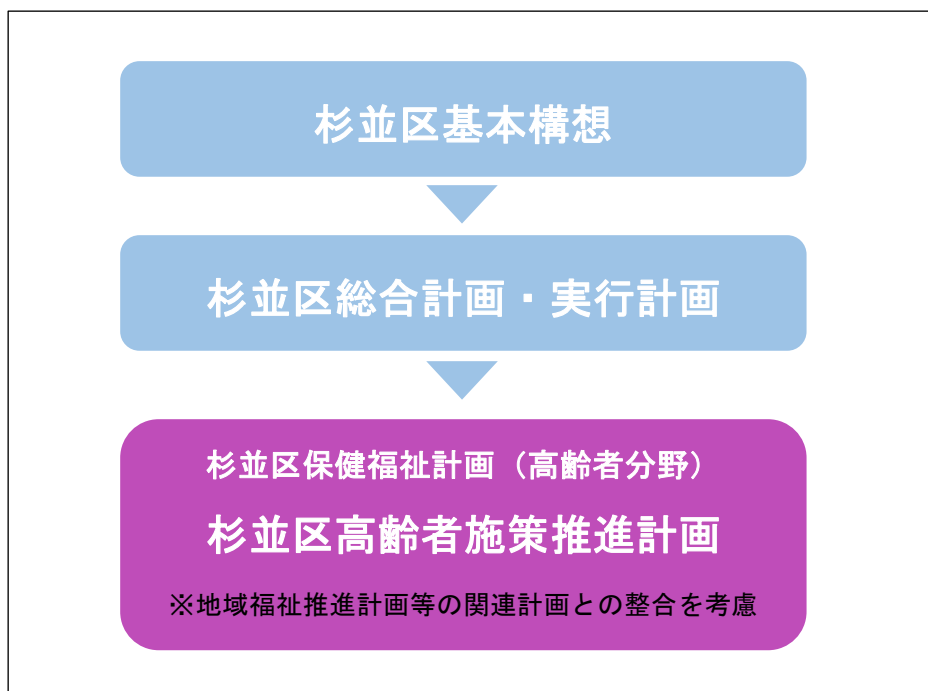 杉並区基本構想
杉並区総合計画・実行計画
杉並区保健福祉計画（高齢者分野）
杉並区高齢者施策推進計画
※地域福祉推進計画等の関連計画との整合を考慮